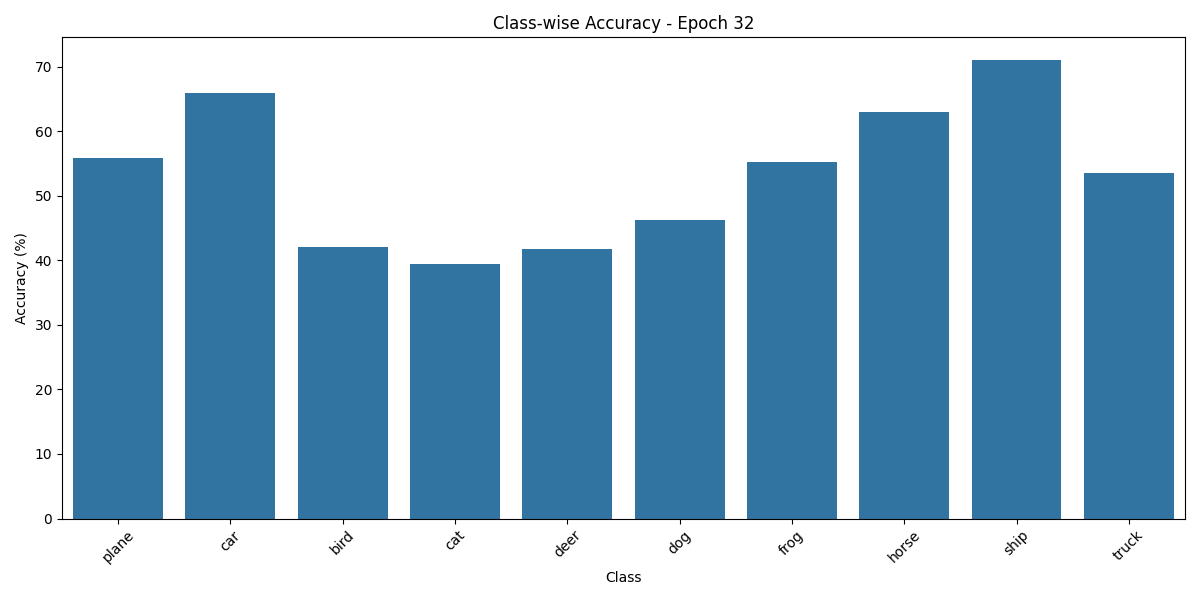 Class-wise Accuracy - Epoch 32
Accuracy (%)
70
60
50
40
30
20
10
0
plane
car
bird
cat
deer
dog
frog
horse
ship
truck
Class